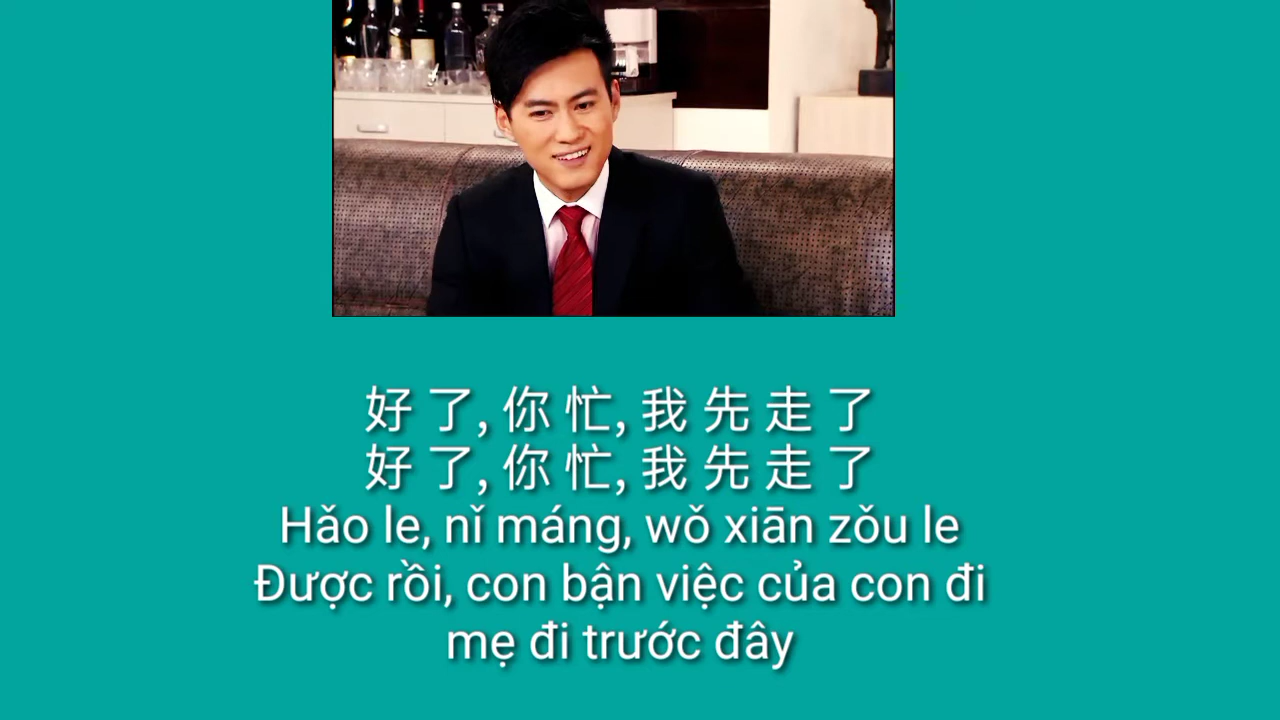 好了, 你忙, 我先走了
好了, 你忙, 我先走了
Hǎo le, nǐ máng, wǒ xiān zǒu le
Được rồi, con bận việc của con đi
mẹ đi trước đây